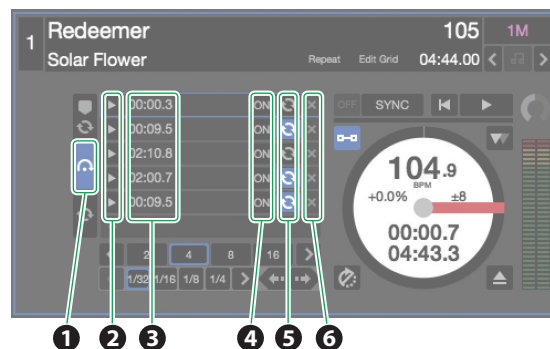 1 Redeemer 105 1M
Solar Flower Repeat Edit Grid 04:44.00
00:00.3 ON OFF SYNC
00:09.5 ON
02:10.8 ON
02:00.7 ON
00:09.5 ON
104.9
BPM
+0.0% ±8
00:00.7
04:43.3
2 4 8 16
1/32 1/16 1/8 1/4
1 2 3 4 5 6